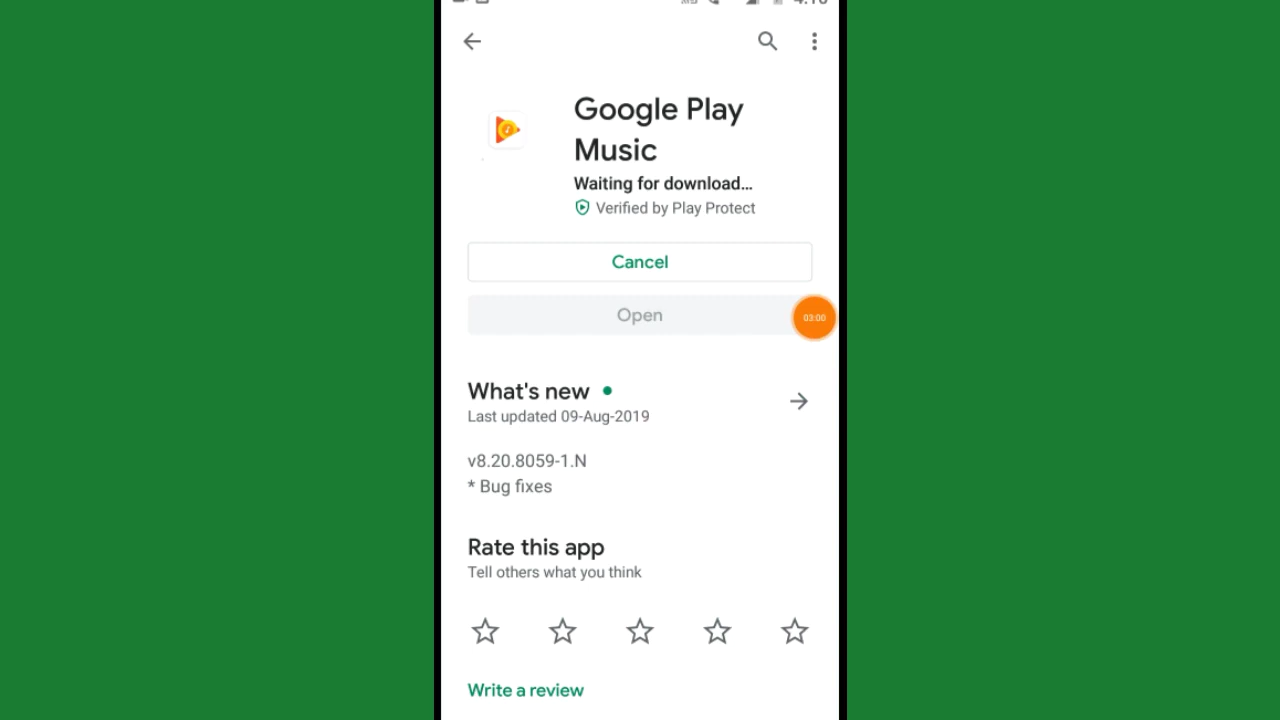 Google Play
Music
Waiting for download...
Verified by Play Protect
Cancel
Open
03:00
What's new
Last updated 09-Aug-2019
v8.20.8059-1.N
* Bug fixes
Rate this app
Tell others what you think
Write a review